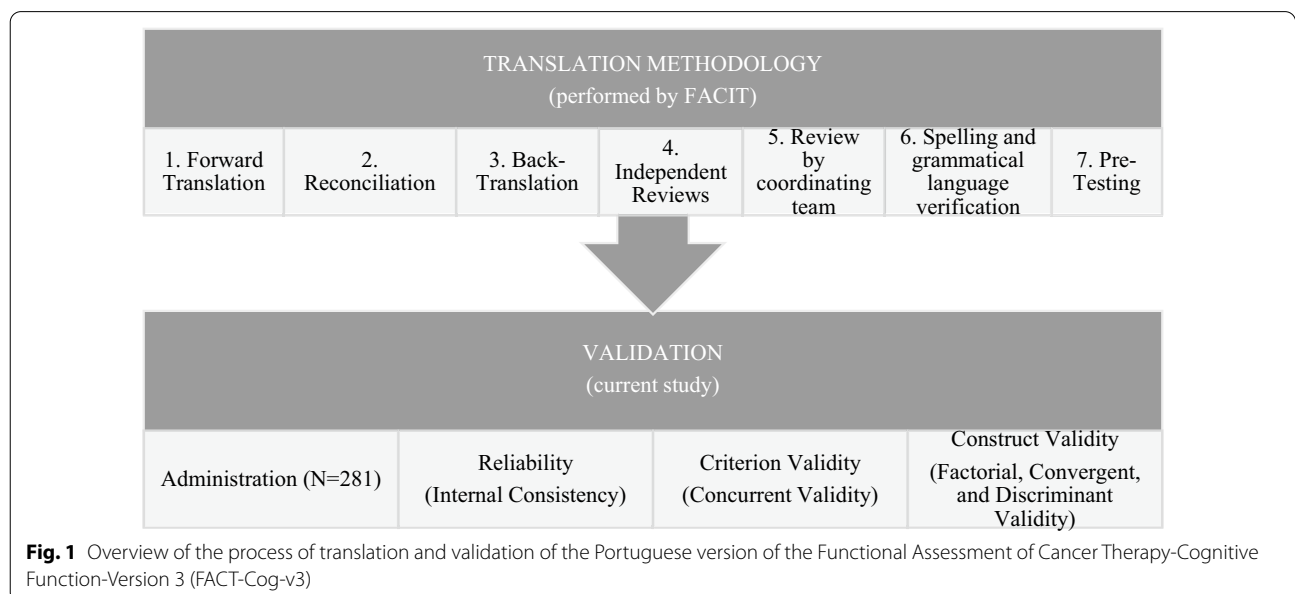 TRANSLATION METHODOLOGY
(performed by FACIT)
1. Forward
Translation
2.
Reconciliation
3. Back-
Translation
4.
Independent
Reviews
5. Review
by
coordinating
team
6. Spelling and
grammatical
language
verification
7. Pre-
Testing
VALIDATION
(current study)
Administration (N=281)
Reliability
(Internal Consistency)
Criterion Validity
(Concurrent Validity)
Construct Validity
(Factorial, Convergent,
and Discriminant
Validity)
Fig. 1 Overview of the process of translation and validation of the Portuguese version of the Functional Assessment of Cancer Therapy-Cognitive
Function-Version 3 (FACT-Cog-v3)